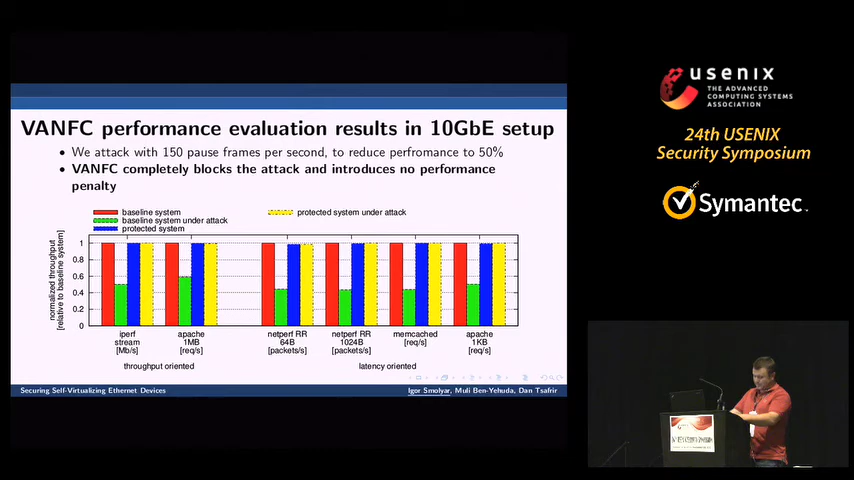 VANFC performance evaluation results in 10GbE setup
• We attack with 150 pause frames per second, to reduce perfromance to 50%
• VANFC completely blocks the attack and introduces no performance
penalty
baseline system
baseline system under attack
protected system
protected system under attack
normalized throughput
[relative to baseline system]
1
0.8
0.6
0.4
0.2
0
iperf
stream
[Mb/s]
apache
1MB
[req/s]
netperf RR
64B
[packets/s]
netperf RR
1024B
[packets/s]
memcached
[req/s]
apache
1KB
[req/s]
throughput oriented
latency oriented
Securing Self-Virtualizing Ethernet Devices
Igor Smolyar, Muli Ben-Yehuda, Dan Tsafrir
usenix
THE ADVANCED
COMPUTING SYSTEMS
ASSOCIATION
24th USENIX
Security Symposium
Symantec.